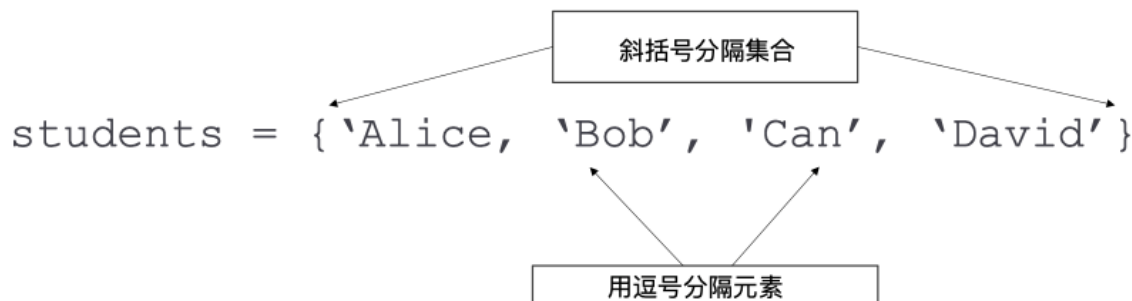 斜括号分隔集合
students = {‘Alice, ‘Bob’, 'Can’, ‘David’}
用逗号分隔元素